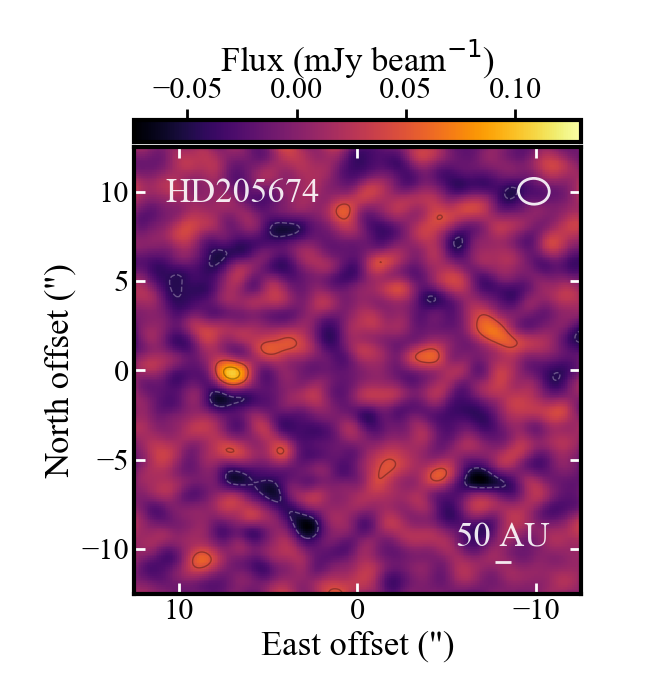 Flux (mJy beam⁻¹)
−0.05 0.00 0.05 0.10
HD205674
10
5
0
−5
−10
North offset (")
50 AU
10 0 −10
East offset (")